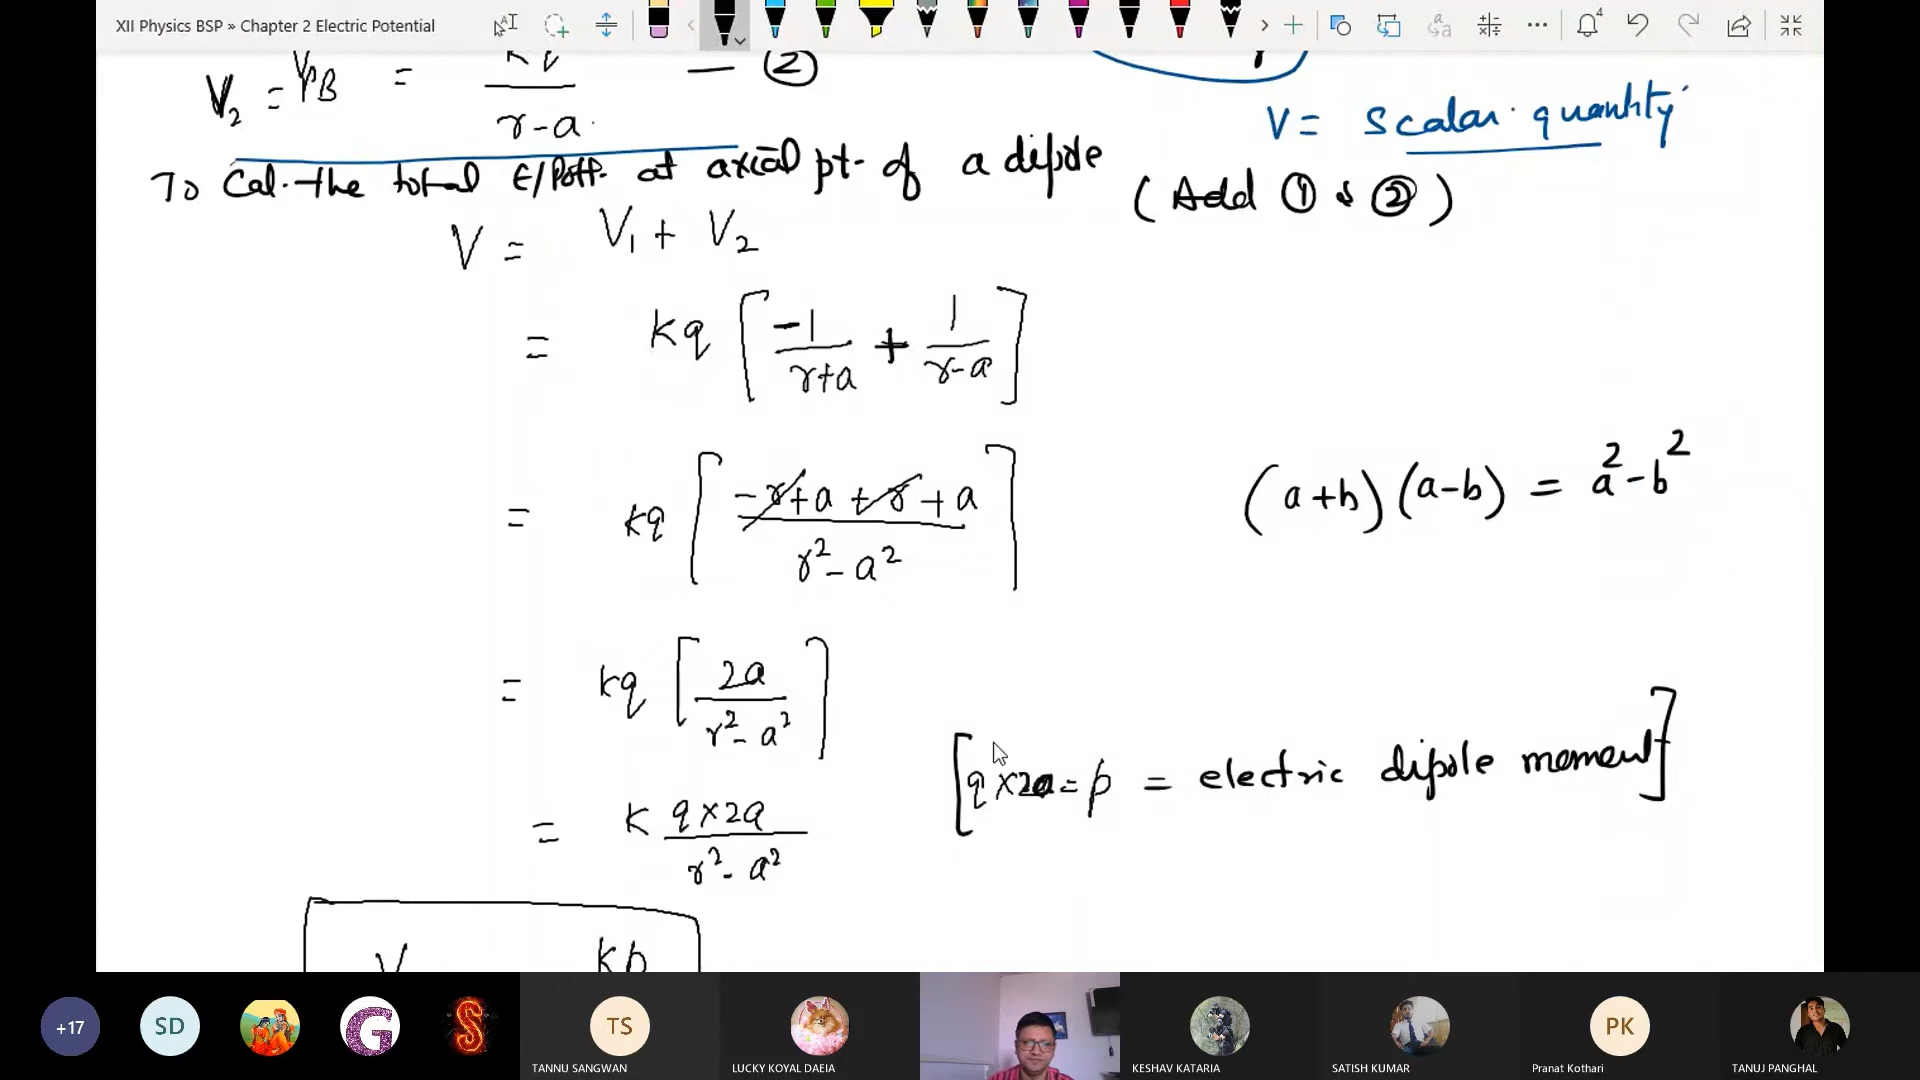 XII Physics BSP » Chapter 2 Electric Potential
V₂ = V_PB = Kq / r-a — ②
V = Scalar quantity
To Cal. the total E/Pott. at axial pt. of a dipole (Add ① & ②)
V = V₁ + V₂
= Kq [ -1/r+a + 1/r-a ]
= Kq [ -r+a+r+a / r²-a² ]
(a+b)(a-b) = a²-b²
= Kq [ 2a / r²-a² ]
[q×2a = p = electric dipole moment]
= K q×2a / r²-a²
V Kp
+17
SD
G
S
TS
TANNU SANGWAN
LUCKY KOYAL DAEIA
KESHAV KATARIA
SATISH KUMAR
PK
Pranat Kothari
TANUJ PANGHAL